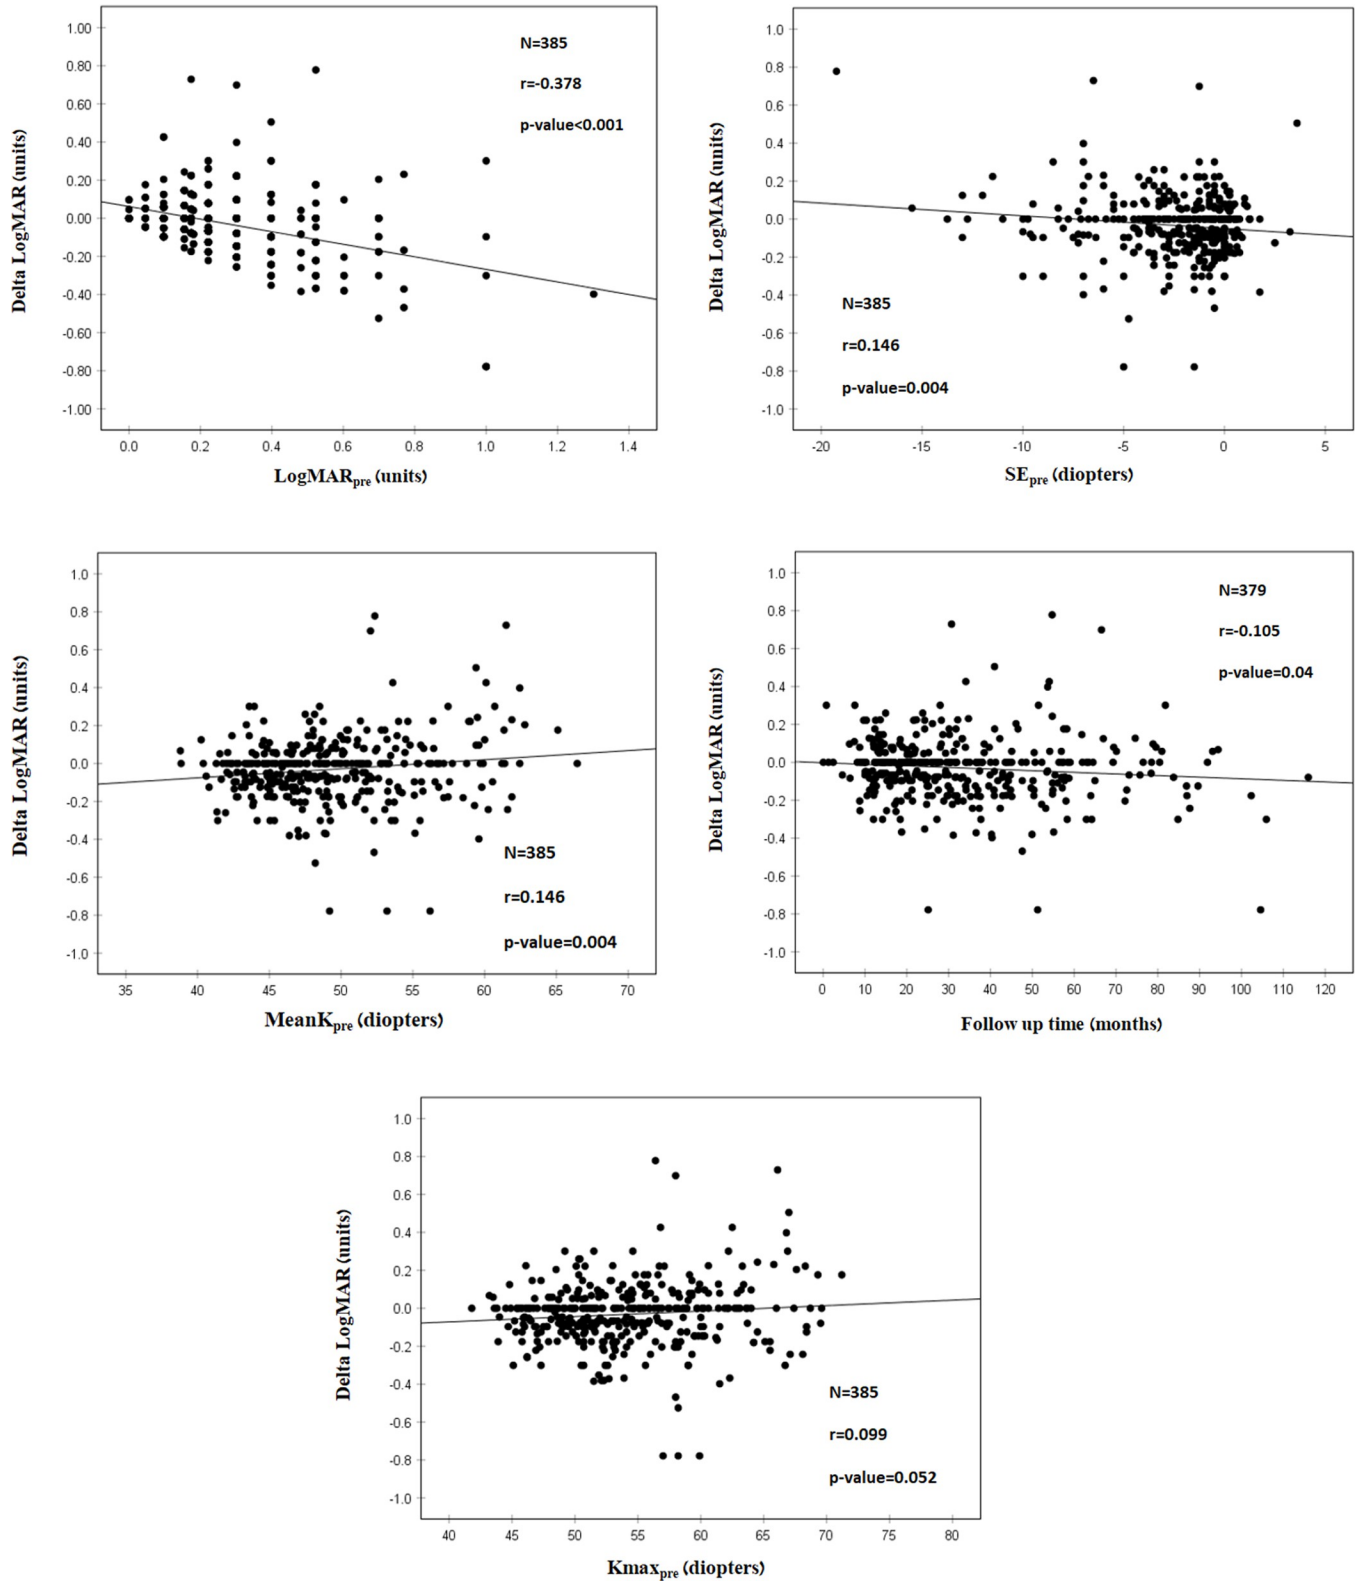 Delta LogMAR (units)
1.00
0.80
0.60
0.40
0.20
0.00
-0.20
-0.40
-0.60
-0.80
-1.00
N=385
r=-0.378
p-value<0.001
0.0 0.2 0.4 0.6 0.8 1.0 1.2 1.4
LogMARpre (units)
Delta LogMAR (units)
1.0
0.8
0.6
0.4
0.2
0.0
-0.2
-0.4
-0.6
-0.8
-1.0
N=385
r=0.146
p-value=0.004
-20 -15 -10 -5 0 5
SEpre (diopters)
Delta LogMAR (units)
1.0
0.8
0.6
0.4
0.2
0.0
-0.2
-0.4
-0.6
-0.8
-1.0
N=385
r=0.146
p-value=0.004
35 40 45 50 55 60 65 70
MeanKpre (diopters)
Delta LogMAR (units)
1.0
0.8
0.6
0.4
0.2
0.0
-0.2
-0.4
-0.6
-0.8
-1.0
N=379
r=-0.105
p-value=0.04
0 10 20 30 40 50 60 70 80 90 100 110 120
Follow up time (months)
Delta LogMAR (units)
1.0
0.8
0.6
0.4
0.2
0.0
-0.2
-0.4
-0.6
-0.8
-1.0
N=385
r=0.099
p-value=0.052
40 45 50 55 60 65 70 75 80
Kmaxpre (diopters)